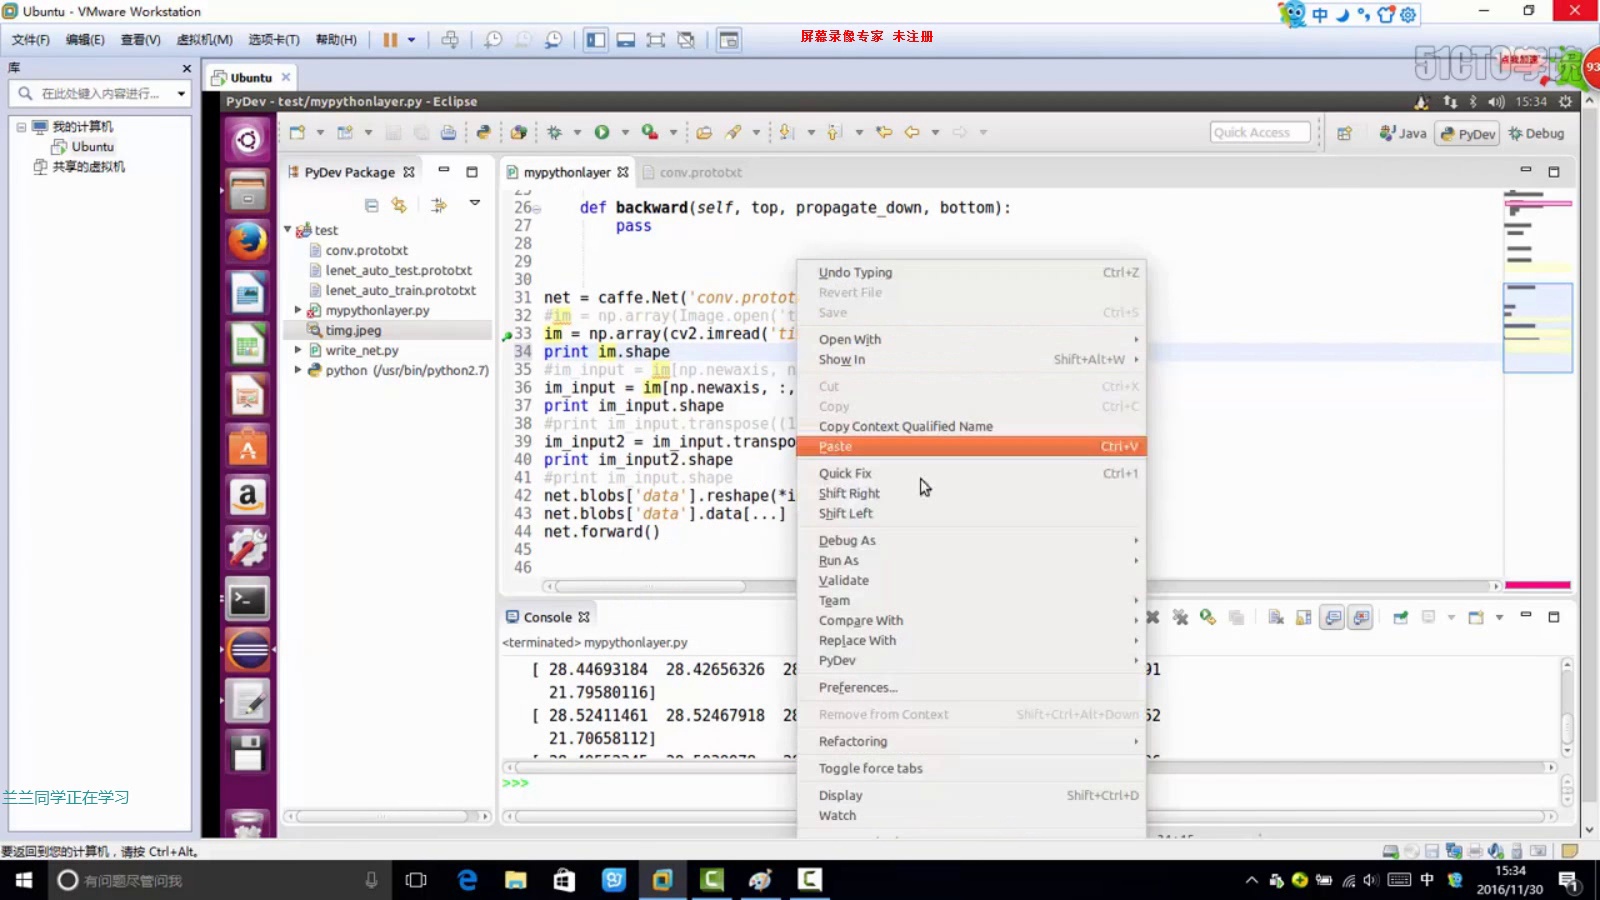 Ubuntu - VMware Workstation
文件(F) 编辑(E) 查看(V) 虚拟机(M) 选项卡(T) 帮助(H)
屏幕录像专家 未注册
51CTO学院
93
库
在此处键入内容进行...
我的计算机
Ubuntu
共享的虚拟机
Ubuntu
PyDev - test/mypythonlayer.py - Eclipse
15:34
Quick Access
Java
PyDev
Debug
PyDev Package
test
conv.prototxt
lenet_auto_test.prototxt
lenet_auto_train.prototxt
mypythonlayer.py
timg.jpeg
write_net.py
python (/usr/bin/python2.7)
mypythonlayer
conv.prototxt
25
26 def backward(self, top, propagate_down, bottom):
27 pass
28
29
30
31 net = caffe.Net('conv.protot
32 #im = np.array(Image.open('t
33 im = np.array(cv2.imread('ti
34 print im.shape
35 #im_input = im[np.newaxis, n
36 im_input = im[np.newaxis, :,
37 print im_input.shape
38 #print im_input.transpose((1
39 im_input2 = im_input.transpo
40 print im_input2.shape
41 #print im_input.shape
42 net.blobs['data'].reshape(*i
43 net.blobs['data'].data[...]
44 net.forward()
45
46
Undo Typing Ctrl+Z
Revert File
Save Ctrl+S
Open With
Show In Shift+Alt+W
Cut Ctrl+X
Copy Ctrl+C
Copy Context Qualified Name
Paste Ctrl+V
Quick Fix Ctrl+1
Shift Right
Shift Left
Debug As
Run As
Validate
Team
Compare With
Replace With
PyDev
Preferences...
Remove from Context Shift+Ctrl+Alt+Down
Refactoring
Toggle force tabs
Display Shift+Ctrl+D
Watch
Console
<terminated> mypythonlayer.py
[ 28.44693184 28.42656326 28 91
21.79580116]
[ 28.52411461 28.52467918 28 52
21.70658112]
>>>
兰兰同学正在学习
要返回到您的计算机，请按 Ctrl+Alt。
有问题尽管问我
中
15:34
2016/11/30
1